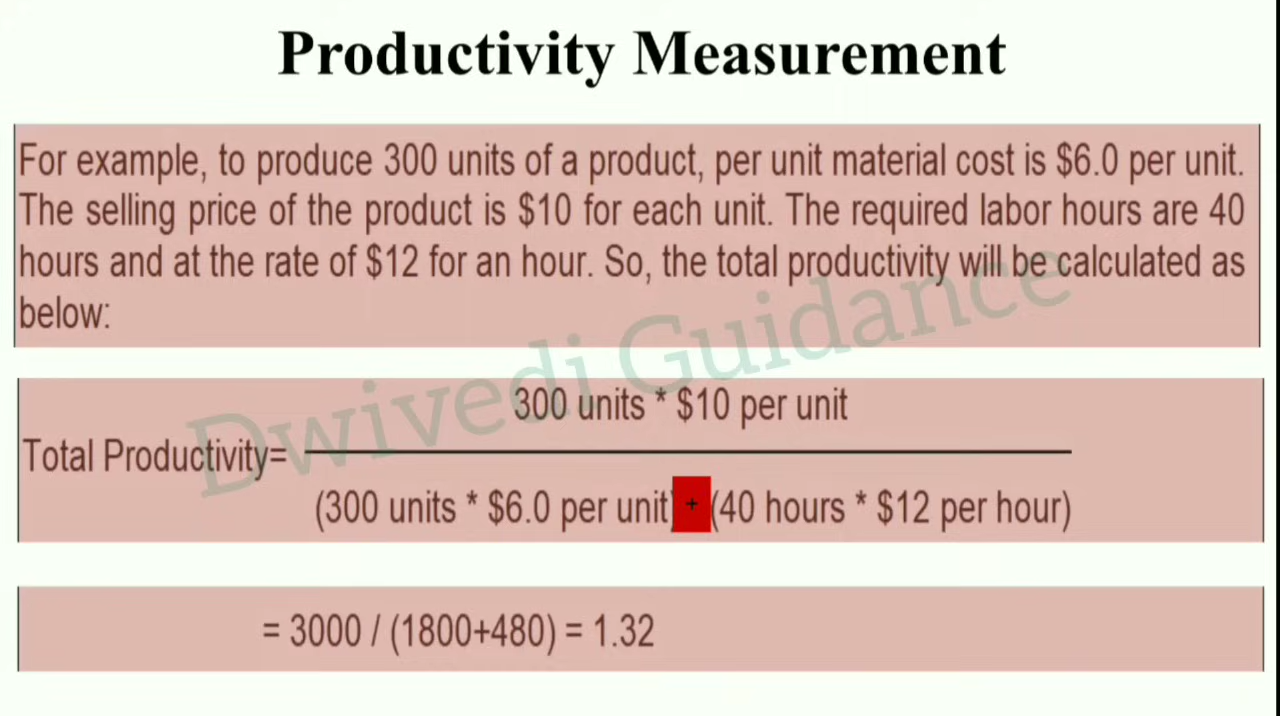 Productivity Measurement
For example, to produce 300 units of a product, per unit material cost is $6.0 per unit.
The selling price of the product is $10 for each unit. The required labor hours are 40
hours and at the rate of $12 for an hour. So, the total productivity will be calculated as
below:
Dwivedi Guidance
300 units * $10 per unit
Total Productivity=
(300 units * $6.0 per unit) + (40 hours * $12 per hour)
= 3000 / (1800+480) = 1.32